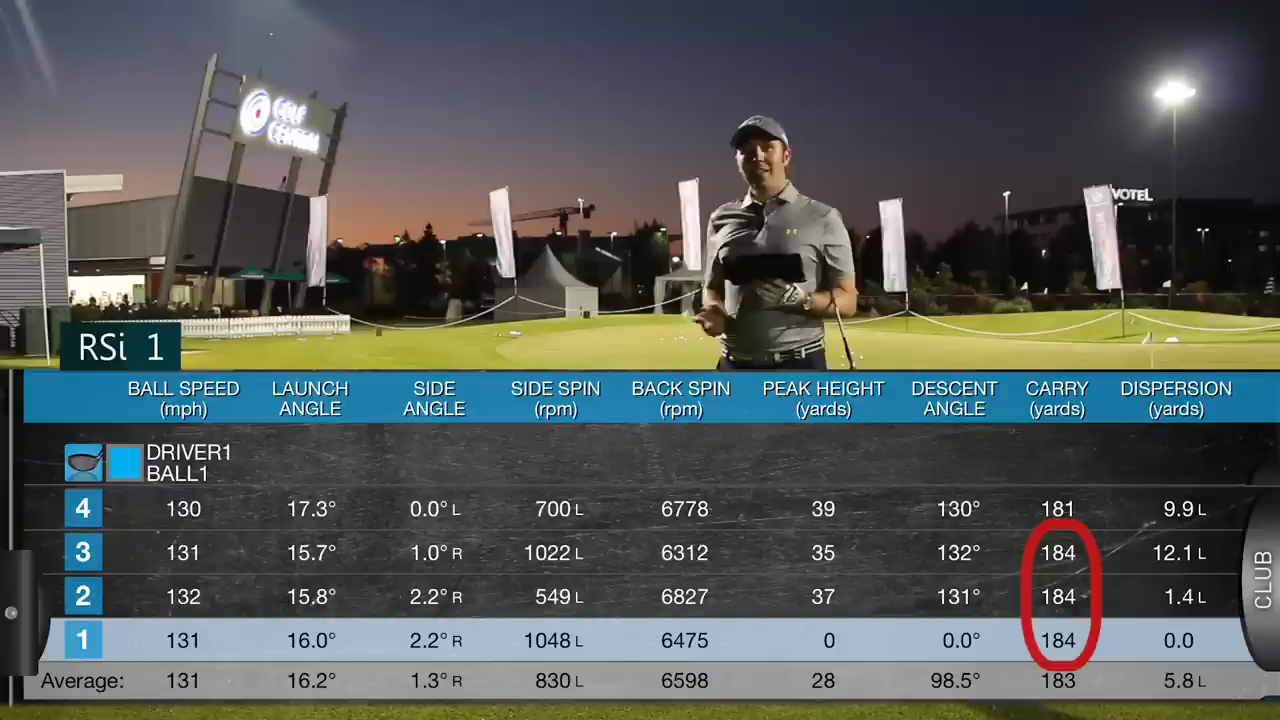 GOLF
CENTRAL
VOTEL
RSi 1
BALL SPEED (mph) LAUNCH ANGLE SIDE ANGLE SIDE SPIN (rpm) BACK SPIN (rpm) PEAK HEIGHT (yards) DESCENT ANGLE CARRY (yards) DISPERSION (yards)
DRIVER1
BALL1
4 130 17.3° 0.0° L 700 L 6778 39 130° 181 9.9 L
3 131 15.7° 1.0° R 1022 L 6312 35 132° 184 12.1 L
2 132 15.8° 2.2° R 549 L 6827 37 131° 184 1.4 L
1 131 16.0° 2.2° R 1048 L 6475 0 0.0° 184 0.0
Average: 131 16.2° 1.3° R 830 L 6598 28 98.5° 183 5.8 L
CLUB